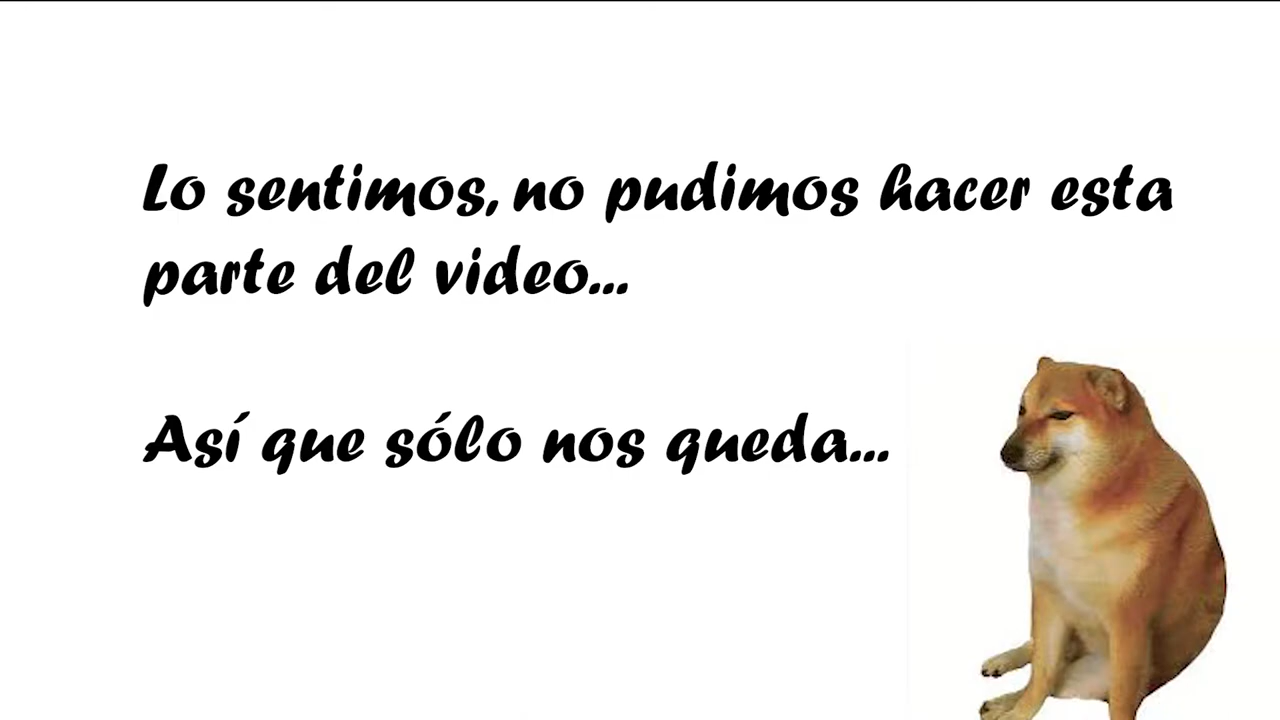 Lo sentimos, no pudimos hacer esta
parte del video...
Así que sólo nos queda...